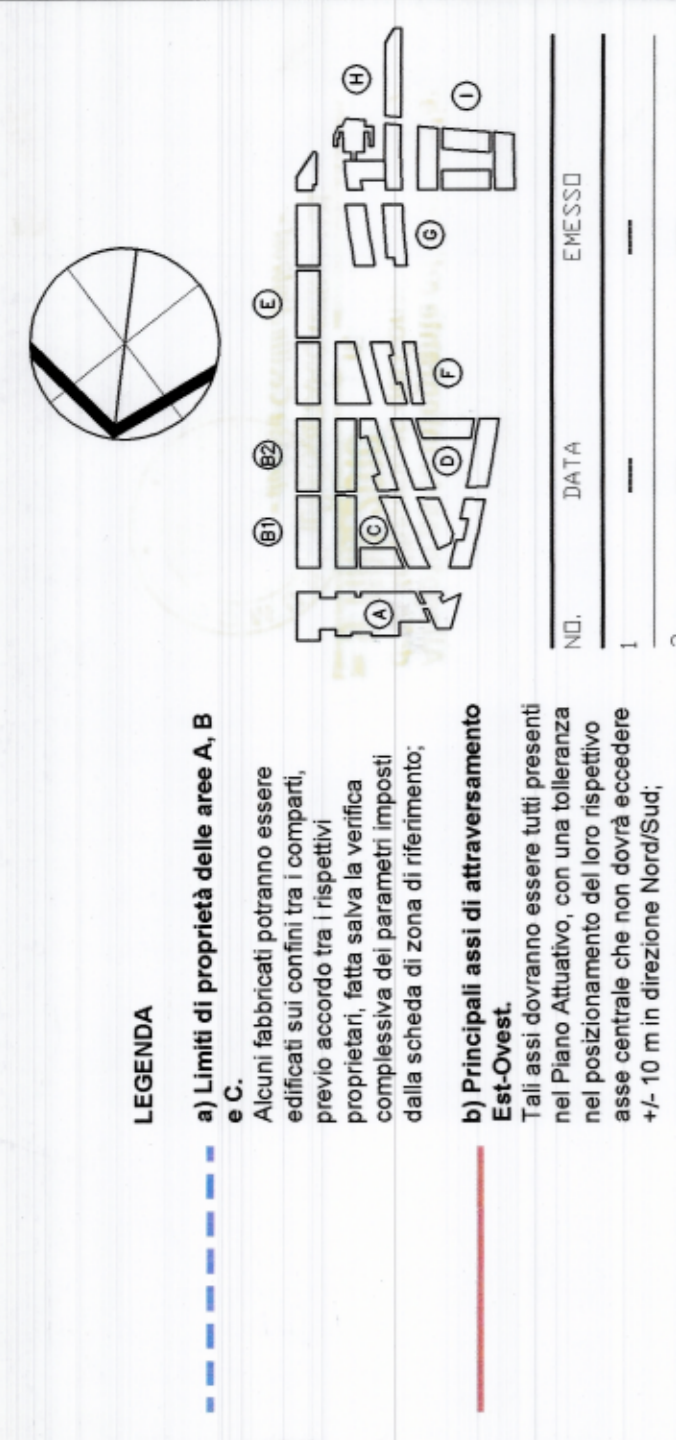 LEGENDA
a) Limiti di proprietà delle aree A, B
e C.
Alcuni fabbricati potranno essere
edificati sui confini tra i comparti,
previo accordo tra i rispettivi
proprietari, fatta salva la verifica
complessiva dei parametri imposti
dalla scheda di zona di riferimento;
b) Principali assi di attraversamento
Est-Ovest.
Tali assi dovranno essere tutti presenti
nel Piano Attuativo, con una tolleranza
nel posizionamento del loro rispettivo
asse centrale che non dovrà eccedere
+/- 10 m in direzione Nord/Sud;
B1 B2 E
H
A C D F G I
NO. DATA EMESSO
1 ---- ----